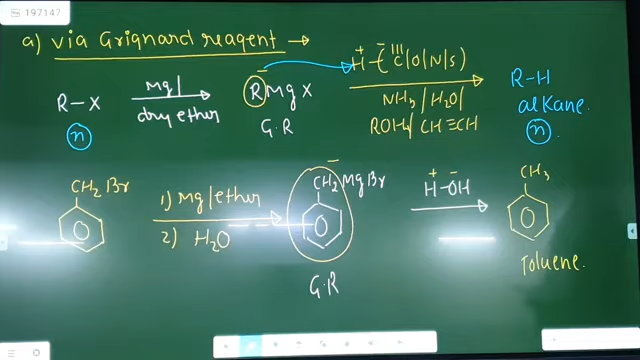 197147
a) via Grignard reagent →
R-X
Mg/
dry ether
R̄MgX
G.R
H⁺-(C̄/O/N/S)
|||
NH₃/H₂O/
ROH/ CH≡CH
R-H
alkane.
n
n
CH₂Br
1) Mg/ether
2) H₂O
CH₂MgBr
G.R
H⁺-OH⁻
CH₃
Toluene.